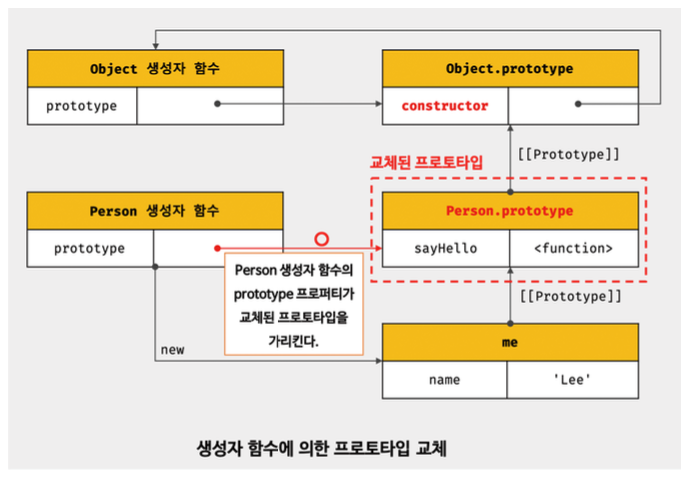 Object 생성자 함수
prototype
Object.prototype
constructor
[[Prototype]]
교체된 프로토타입
Person 생성자 함수
prototype
Person.prototype
sayHello
<function>
Person 생성자 함수의
prototype 프로퍼티가
교체된 프로토타입을
가리킨다.
[[Prototype]]
new
me
name
'Lee'
생성자 함수에 의한 프로토타입 교체